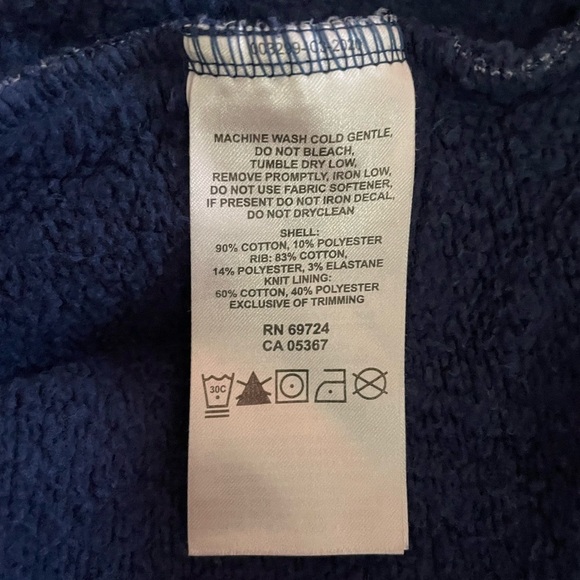 MACHINE WASH COLD GENTLE,
DO NOT BLEACH,
TUMBLE DRY LOW,
REMOVE PROMPTLY, IRON LOW,
DO NOT USE FABRIC SOFTENER,
IF PRESENT DO NOT IRON DECAL,
DO NOT DRYCLEAN
SHELL:
90% COTTON, 10% POLYESTER
RIB: 83% COTTON,
14% POLYESTER, 3% ELASTANE
KNIT LINING:
60% COTTON, 40% POLYESTER
EXCLUSIVE OF TRIMMING
RN 69724
CA 05367
30C